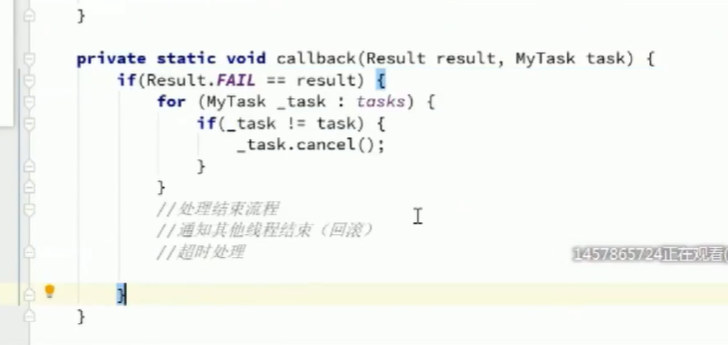 }
private static void callback(Result result, MyTask task) {
if(Result.FAIL == result) {
for (MyTask _task : tasks) {
if(_task != task) {
_task.cancel();
}
}
//处理结束流程
//通知其他线程结束（回滚）
//超时处理
1457865724正在观看
}
}